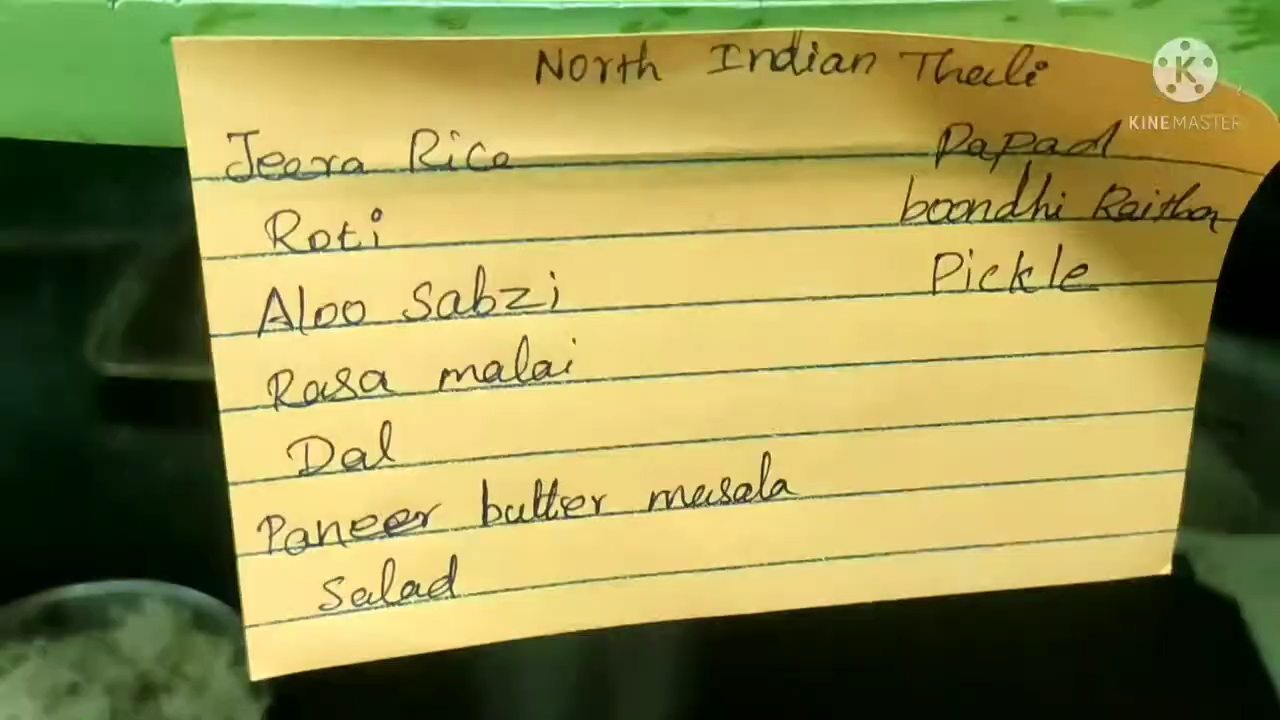 North Indian Thali
KINEMASTER
Jeera Rice
Roti
Aloo Sabzi
Rasa malai
Dal
Paneer butter masala
Salad
Papad
boondhi Raitha
Pickle